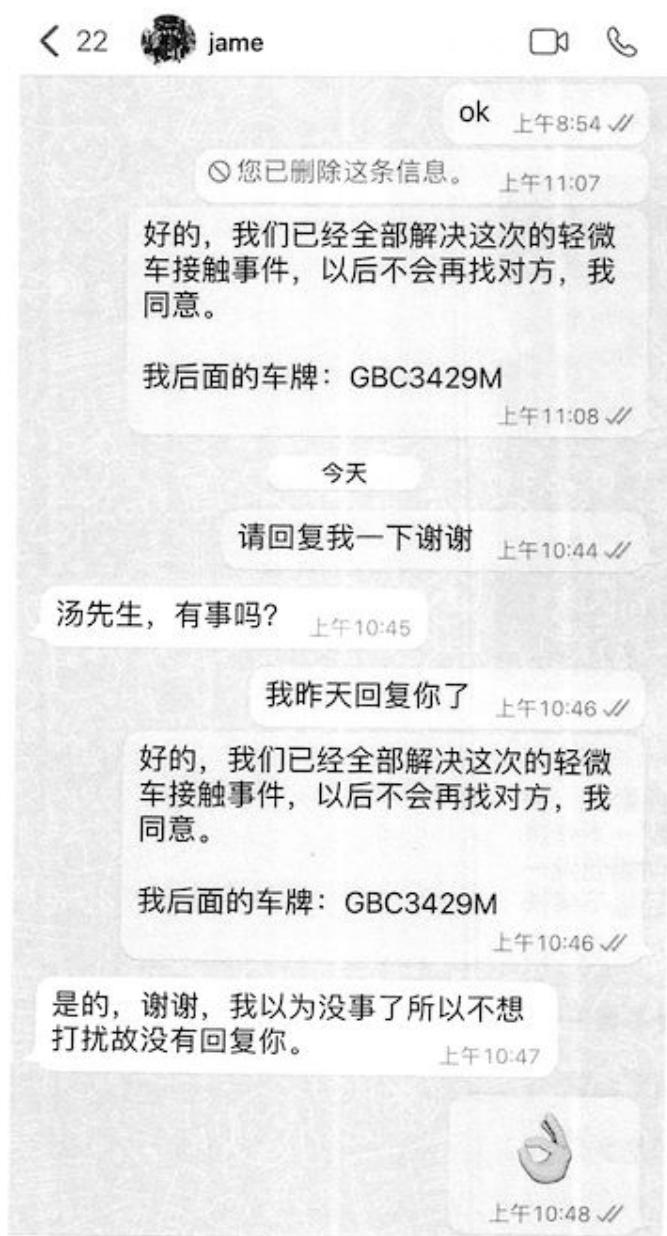 22 jame
ok 上午8:54
您已删除这条信息。 上午11:07
好的，我们已经全部解决这次的轻微
车接触事件，以后不会再找对方，我
同意。
我后面的车牌：GBC3429M
上午11:08
今天
请回复我一下谢谢 上午10:44
汤先生，有事吗？ 上午10:45
我昨天回复你了 上午10:46
好的，我们已经全部解决这次的轻微
车接触事件，以后不会再找对方，我
同意。
我后面的车牌：GBC3429M
上午10:46
是的，谢谢，我以为没事了所以不想
打扰故没有回复你。 上午10:47
👌
上午10:48